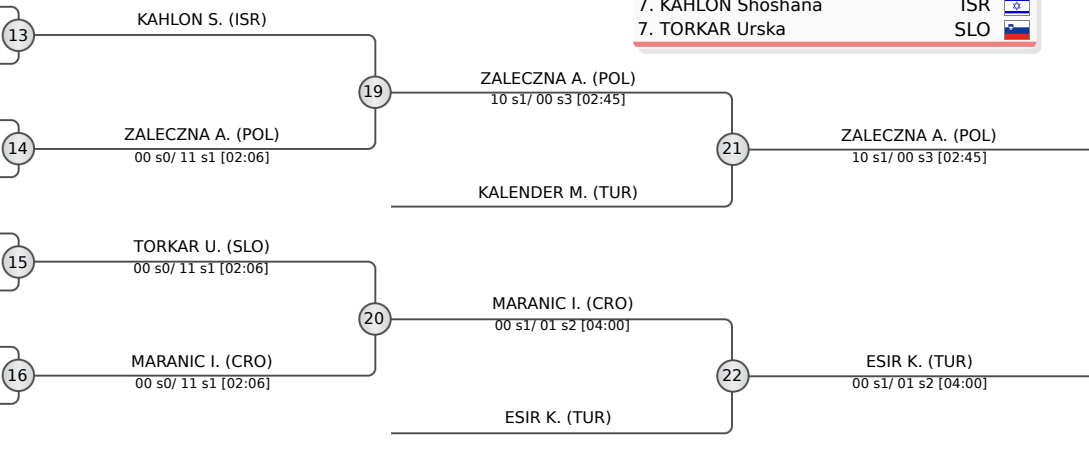 7. KAHLON Shoshana ISR
7. TORKAR Urska SLO
KAHLON S. (ISR)
13
ZALECZNA A. (POL)
10 s1/ 00 s3 [02:45]
19
ZALECZNA A. (POL)
00 s0/ 11 s1 [02:06]
14
ZALECZNA A. (POL)
10 s1/ 00 s3 [02:45]
21
KALENDER M. (TUR)
TORKAR U. (SLO)
00 s0/ 11 s1 [02:06]
15
MARANIC I. (CRO)
00 s1/ 01 s2 [04:00]
20
MARANIC I. (CRO)
00 s0/ 11 s1 [02:06]
16
ESIR K. (TUR)
00 s1/ 01 s2 [04:00]
22
ESIR K. (TUR)